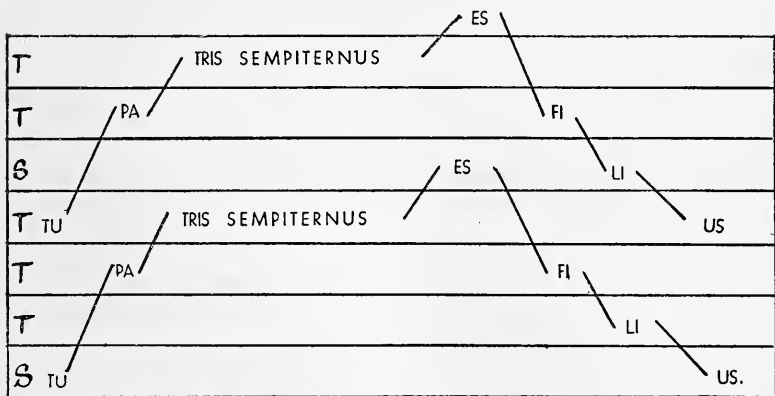 ES
T TRIS SEMPITERNUS
T PA FI
S LI ES
T TU TRIS SEMPITERNUS US
T PA FI
T LI
S TU US.